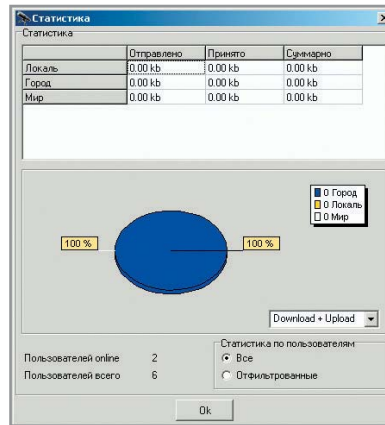 Статистика
Статистика
Отправлено Принято Суммарно
Локаль 0.00 kb 0.00 kb 0.00 kb
Город 0.00 kb 0.00 kb 0.00 kb
Мир 0.00 kb 0.00 kb 0.00 kb
0 Город
0 Локаль
0 Мир
100 % 100 %
Download + Upload
Статистика по пользователям
Пользователей online 2 Все
Пользователей всего 6 Отфильтрованные
Ok